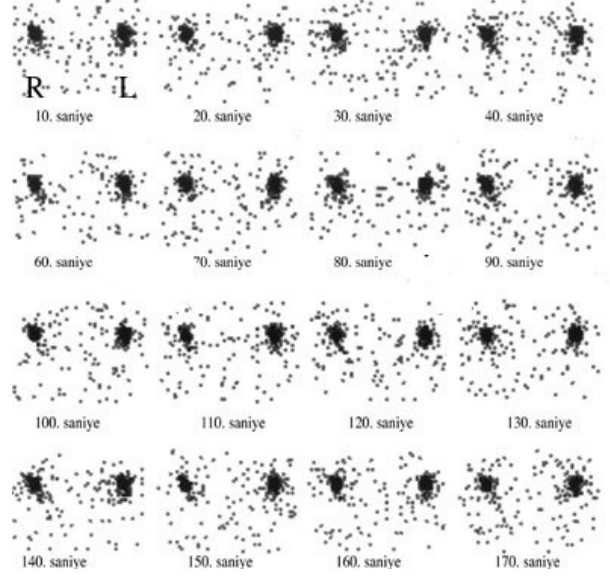 R L
10. saniye 20. saniye 30. saniye 40. saniye
60. saniye 70. saniye 80. saniye 90. saniye
100. saniye 110. saniye 120. saniye 130. saniye
140. saniye 150. saniye 160. saniye 170. saniye